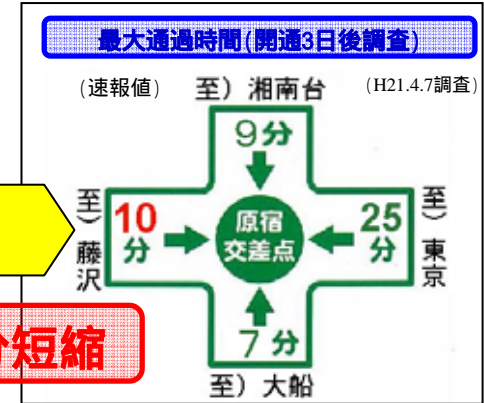 最大通過時間(開通3日後調査)
(速報値) 至) 湘南台 (H21.4.7調査)
9分
至) 藤沢
10分
原宿
交差点
25分
至) 東京
7分
至) 大船
分短縮